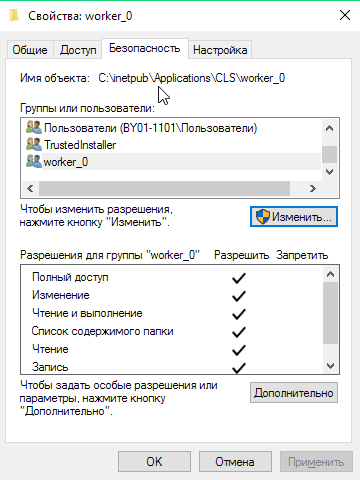 Свойства: worker_0
Общие Доступ Безопасность Настройка
Имя объекта: C:\inetpub\Applications\CLS\worker_0
Группы или пользователи:
Пользователи (BY01-1101\Пользователи)
TrustedInstaller
worker_0
Чтобы изменить разрешения,
нажмите кнопку "Изменить".
Изменить...
Разрешения для группы "worker_0" Разрешить Запретить
Полный доступ
Изменение
Чтение и выполнение
Список содержимого папки
Чтение
Запись
Чтобы задать особые разрешения или
параметры, нажмите кнопку
"Дополнительно".
Дополнительно
OK Отмена Применить